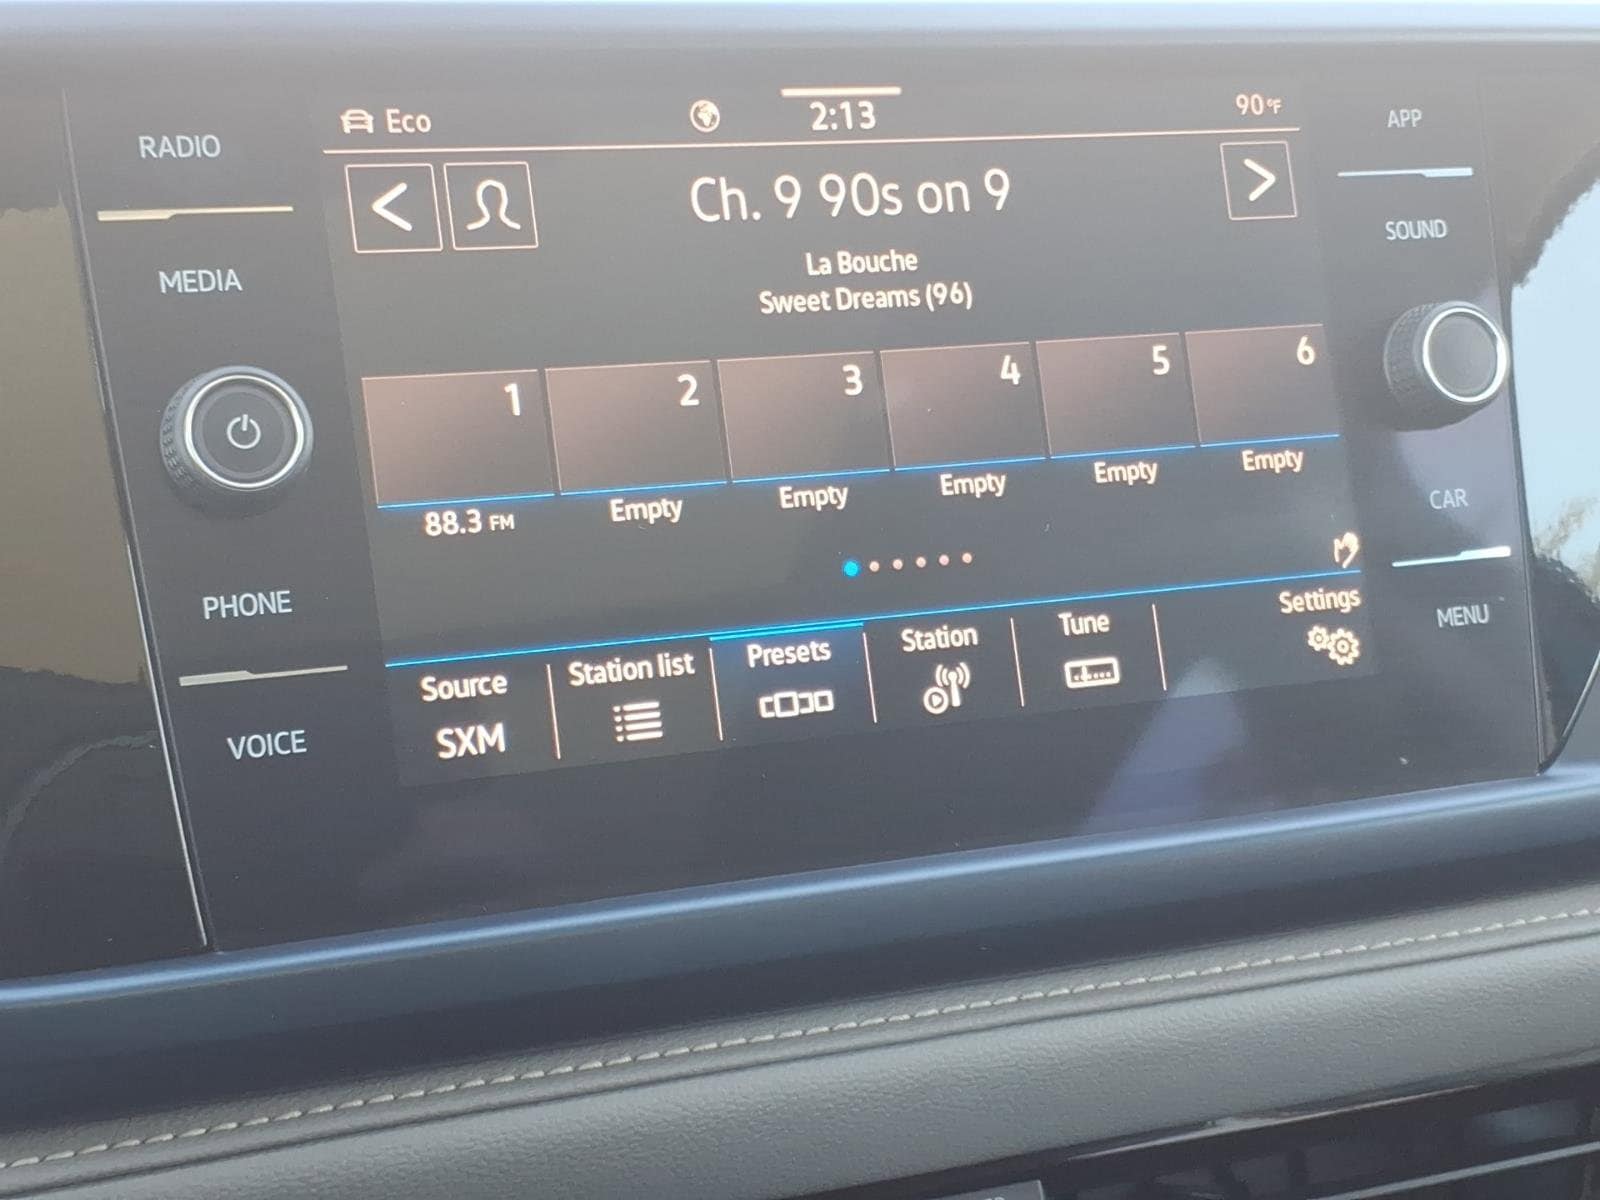 RADIO
MEDIA
PHONE
VOICE
Eco
2:13
90°F
Ch. 9 90s on 9
La Bouche
Sweet Dreams (96)
1 2 3 4 5 6
88.3 FM Empty Empty Empty Empty Empty
Source Station list Presets Station Tune Settings
SXM
APP
SOUND
CAR
MENU